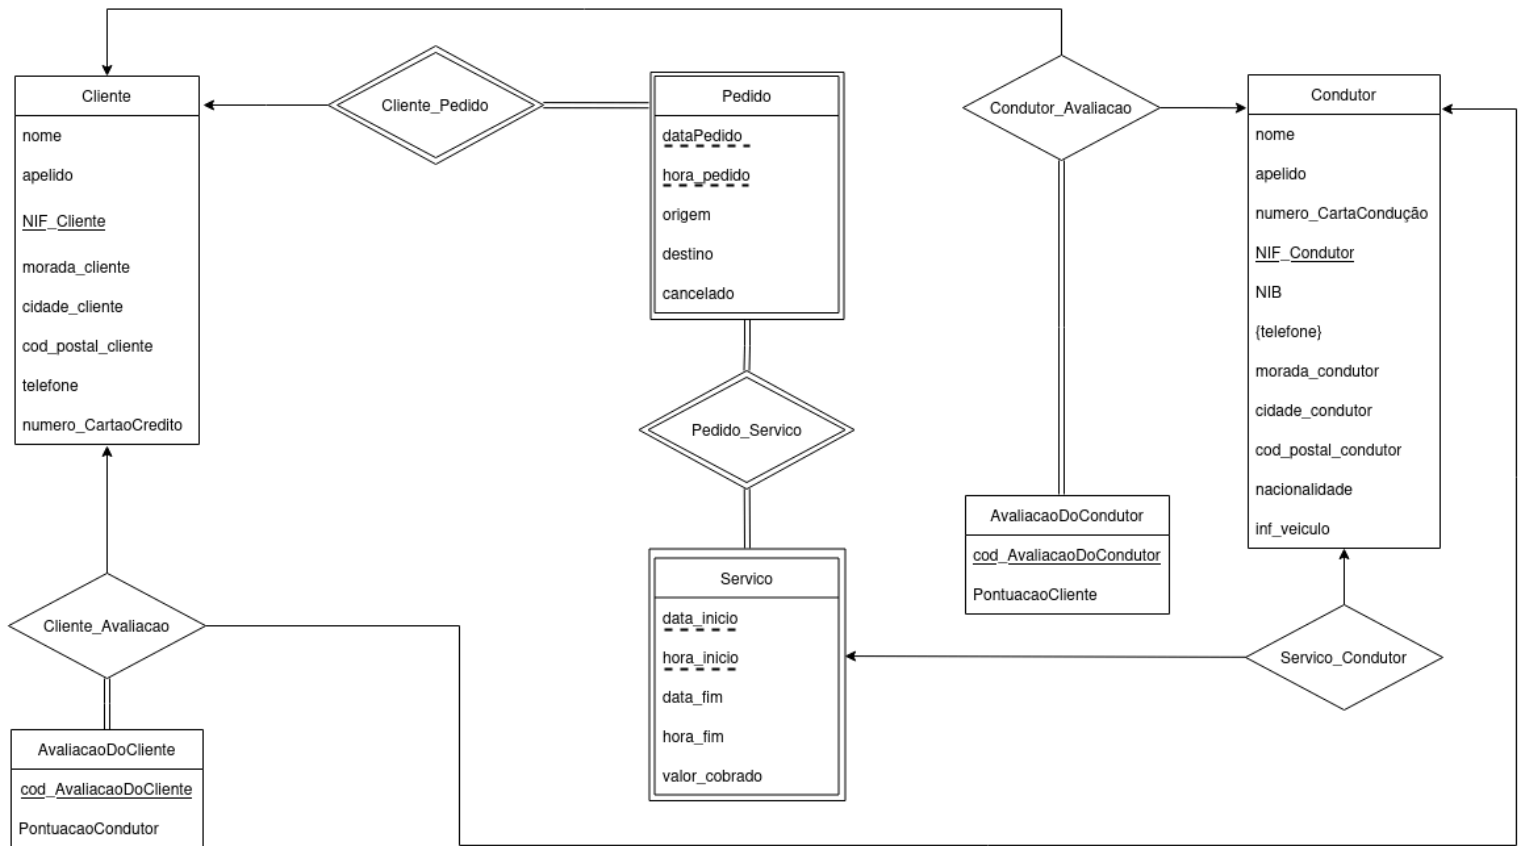 Cliente
nome
apelido
NIF_Cliente
morada_cliente
cidade_cliente
cod_postal_cliente
telefone
numero_CartaoCredito
Cliente_Pedido
Pedido
dataPedido
hora_pedido
origem
destino
cancelado
Condutor_Avaliacao
Condutor
nome
apelido
numero_CartaCondução
NIF_Condutor
NIB
{telefone}
morada_condutor
cidade_condutor
cod_postal_condutor
nacionalidade
inf_veiculo
Pedido_Servico
AvaliacaoDoCondutor
cod_AvaliacaoDoCondutor
PontuacaoCliente
Cliente_Avaliacao
Servico
data_inicio
hora_inicio
data_fim
hora_fim
valor_cobrado
Servico_Condutor
AvaliacaoDoCliente
cod_AvaliacaoDoCliente
PontuacaoCondutor